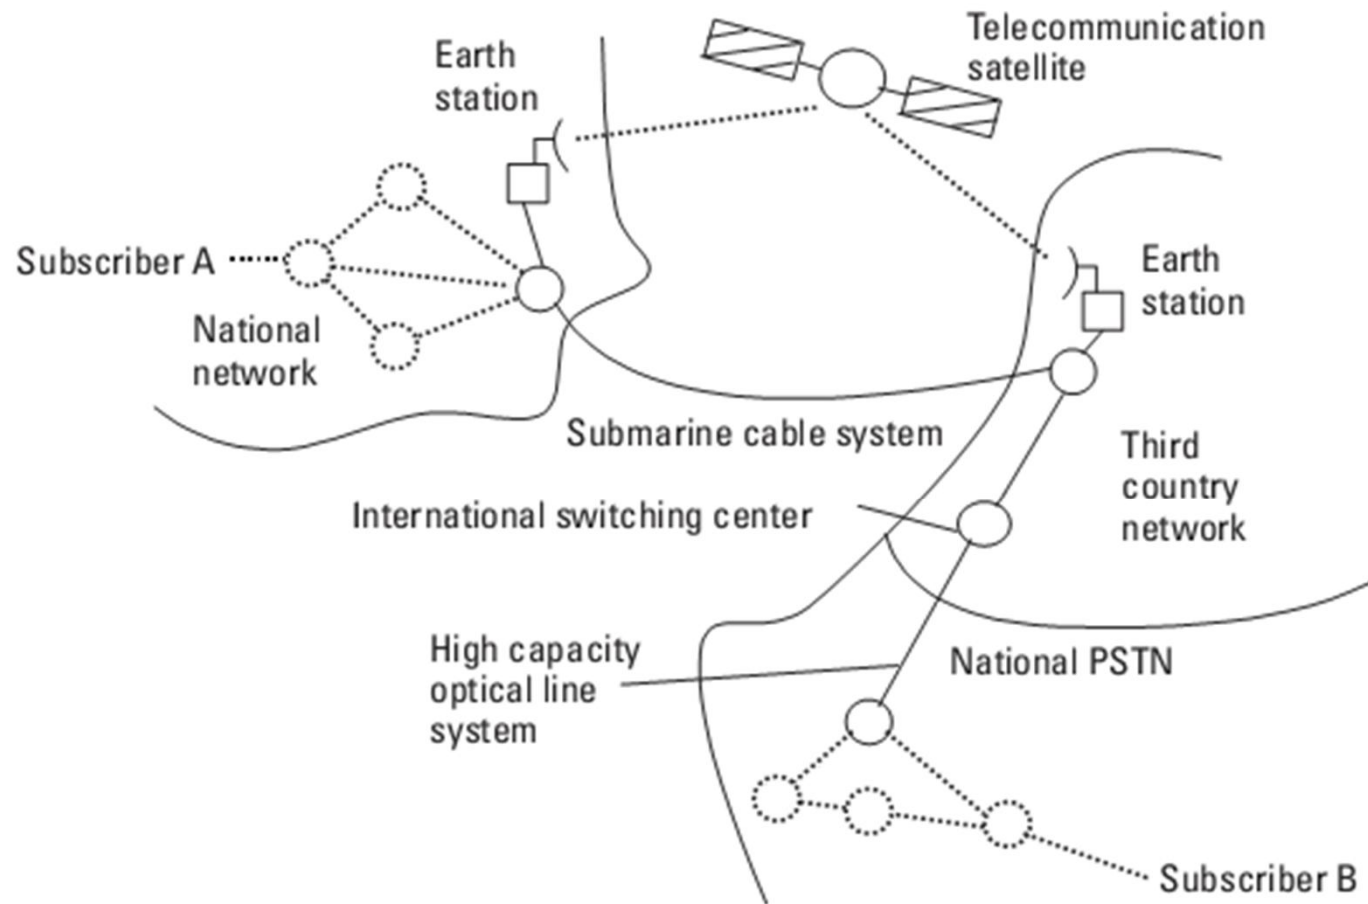 Earth
station
Telecommunication
satellite
Subscriber A
National
network
Earth
station
Submarine cable system
Third
country
network
International switching center
High capacity
optical line
system
National PSTN
Subscriber B